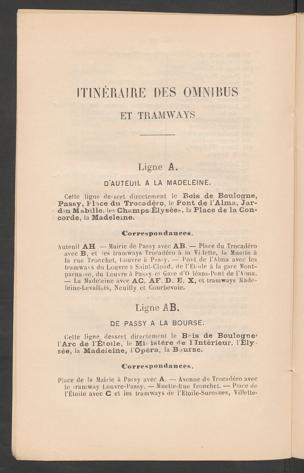 ITINÉRAIRE DES OMNIBUS
ET TRAMWAYS
Ligne A.
D'AUTEUIL A LA MADELEINE.
Cette ligne dessert directement le Bois de Boulogne,
Passy, Place du Trocadéro, le Pont de l'Alma, Jar-
din Mabille, les Champs-Élysées, la Place de la Con-
corde, la Madeleine.
Correspondances.
Auteuil AH — Mairie de Passy avec AB. — Place du Trocadéro
avec B, et les tramways Trocadéro à la Villette, la Muette à
la rue Tronchet, Louvre à Passy. — Pont de l'Alma avec les
tramways du Louvre à Saint-Cloud, de l'Étoile à la gare Mont-
parnasse, du Louvre à Passy et Gare d'Orléans-Pont de l'Alma.
— La Madeleine avec AC, AF, D, E, X, et tramways Made-
leine-Levallois, Neuilly et Courbevoie.
Ligne AB.
DE PASSY A LA BOURSE.
Cette ligne dessert directement le Bois de Boulogne
l'Arc de l'Étoile, le Ministère de l'Intérieur, l'Ély-
sée, la Madeleine, l'Opéra, la Bourse.
Correspondances,
Place de la Mairie à Passy avec A. — Avenue du Trocadéro avec
le tramway Louvre-Passy. — Muette-Rue Tronchet. — Place de
l'Étoile avec C et les tramways de l'Étoile-Suresnes, Villette-